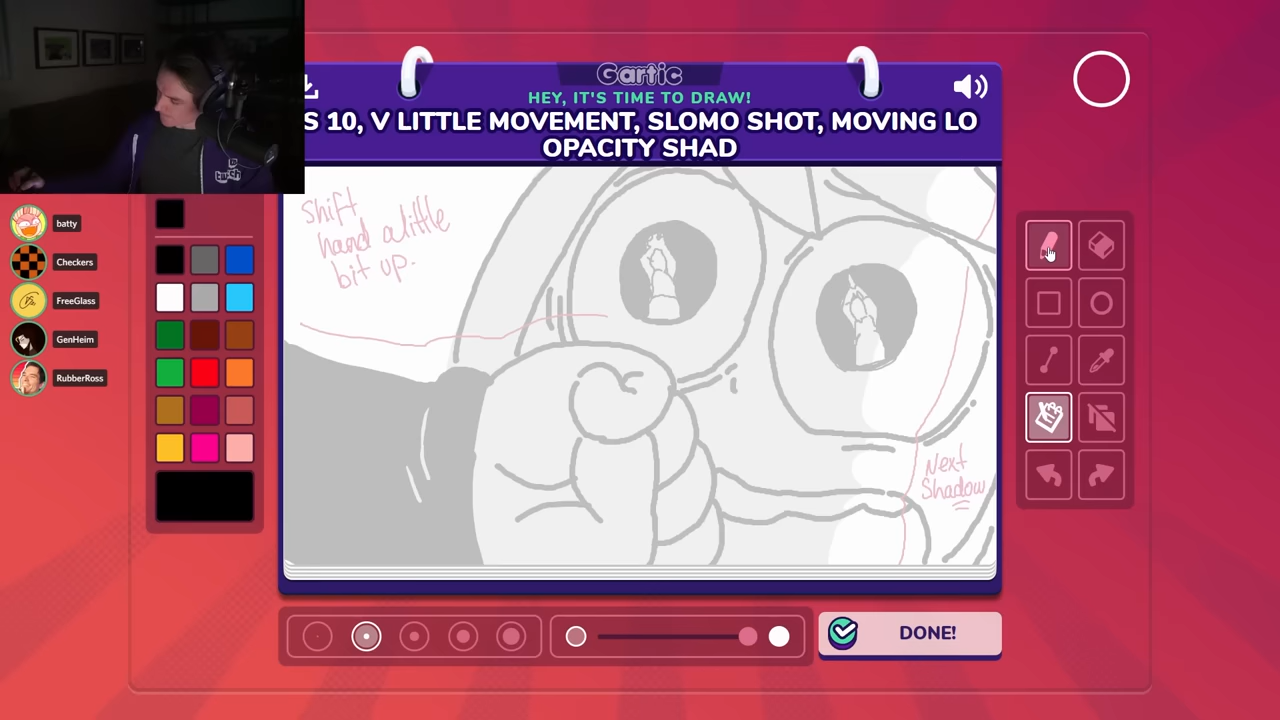 Gartic
HEY, IT'S TIME TO DRAW!
S 10, V LITTLE MOVEMENT, SLOMO SHOT, MOVING LO
OPACITY SHAD
twitch
batty
Checkers
FreeGlass
GenHeim
RubberRoss
Shift
hand a little
bit up.
Next
Shadow
DONE!